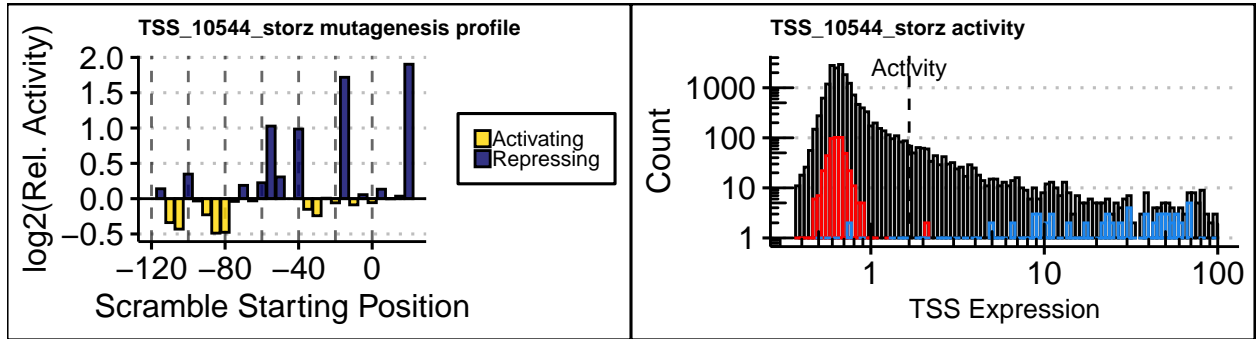 TSS_10544_storz mutagenesis profile
log2(Rel. Activity)
2.0
1.5
1.0
0.5
0.0
−0.5
−120
−80
−40
0
Scramble Starting Position
Activating
Repressing
TSS_10544_storz activity
Activity
Count
1000
100
10
1
1
10
100
TSS Expression